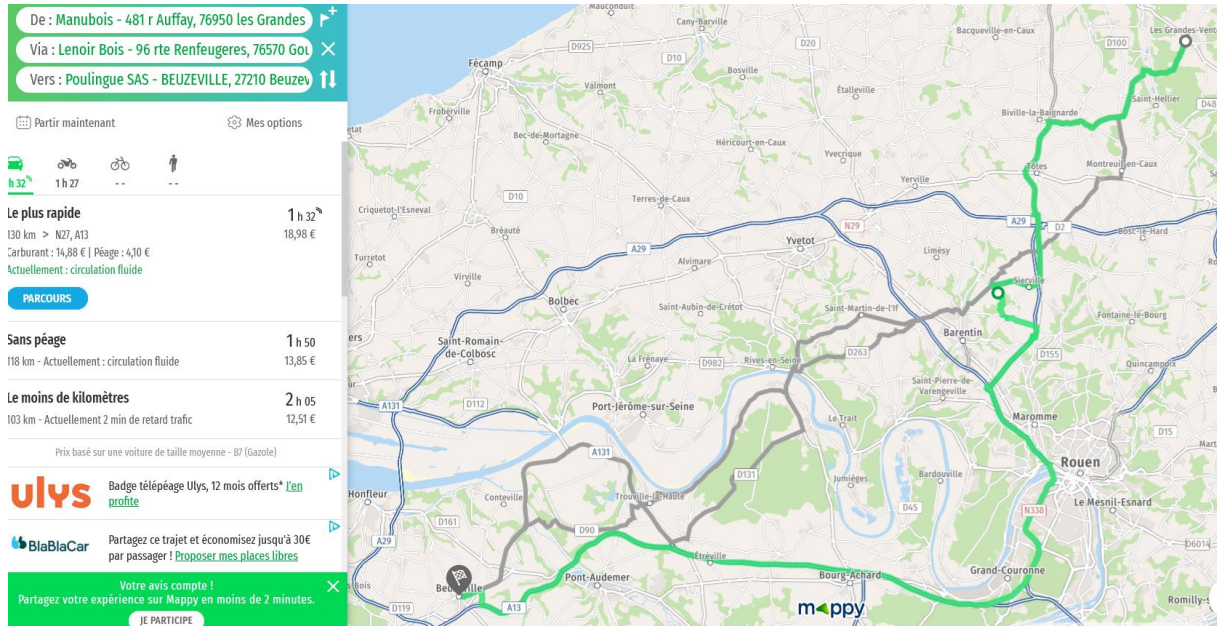 De : Manubois - 481 r Auffay, 76950 les Grandes
Via : Lenoir Bois - 96 rte Renfeugeres, 76570 Gou
Vers : Poulingue SAS - BEUZEVILLE, 27210 Beuzev
Partir maintenant
Mes options
h 32
1 h 27
- -
- -
Le plus rapide
1 h 32
130 km > N27, A13
18,98 €
Carburant : 14,88 € | Péage : 4,10 €
Actuellement : circulation fluide
PARCOURS
Sans péage
1 h 50
118 km - Actuellement : circulation fluide
13,85 €
Le moins de kilomètres
2 h 05
103 km - Actuellement 2 min de retard trafic
12,51 €
Prix basé sur une voiture de taille moyenne - B7 (Gazole)
ulys
Badge télépéage Ulys, 12 mois offerts* J'en
profite
BlaBlaCar
Partagez ce trajet et économisez jusqu'à 30€
par passager ! Proposer mes places libres
Votre avis compte !
Partagez votre expérience sur Mappy en moins de 2 minutes.
JE PARTICIPE
Mauconduit
Cany-Barville
Bacqueville-en-Caux
Les Grandes-Vent
D925
D20
D100
D10
Fécamp
Bosville
Valmont
Étalleville
Saint-Hellier
D48
Froberville
Biville-la-Baignarde
etat
Bec-de-Mortagne
Héricourt-en-Caux
Yvecrique
Montreuil-en-Caux
Tôtes
Yerville
D10
Terres-de-Caux
Criquetot-l'Esneval
A29
D2
Bosc-le-Hard
N29
Bréauté
Yvetot
A29
Limésy
Turretot
Alvimare
Virville
Sierville
Bolbec
Saint-Aubin-de-Crétot
Saint-Martin-de-l'If
Fontaine-le-Bourg
ers
Saint-Romain-
de-Colbosc
Barentin
La Frénaye
D982
Rives-en-Seine
D263
D155
Quincampoix
Saint-Pierre-de-
Varengeville
A131
D112
Port-Jérôme-sur-Seine
Le Trait
Maromme
D15
A131
Rouen
Bardouville
D131
Jumièges
Honfleur
Conteville
Trouville-la-Haute
Le Mesnil-Esnard
D161
D45
N338
D90
A29
D6014
Étréville
Grand-Couronne
Beu
ville
Pont-Audemer
Bourg-Achard
s-Bois
D119
A13
mappy
Romilly-s